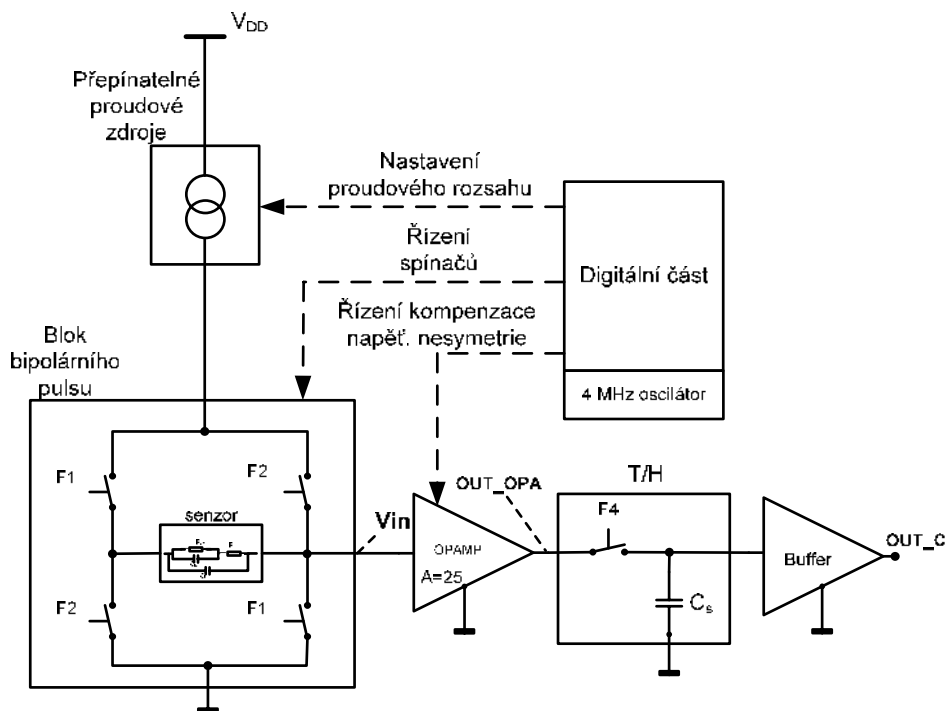 VDD
Přepínatelné
proudové
zdroje
Nastavení
proudového rozsahu
Řízení
spínačů
Řízení kompenzace
napěť. nesymetrie
Digitální část
4 MHz oscilátor
Blok
bipolárního
pulsu
F1
F2
senzor
F2
F1
Vin
OPAMP
A=25
OUT_OPA
T/H
F4
Cs
Buffer
OUT_C